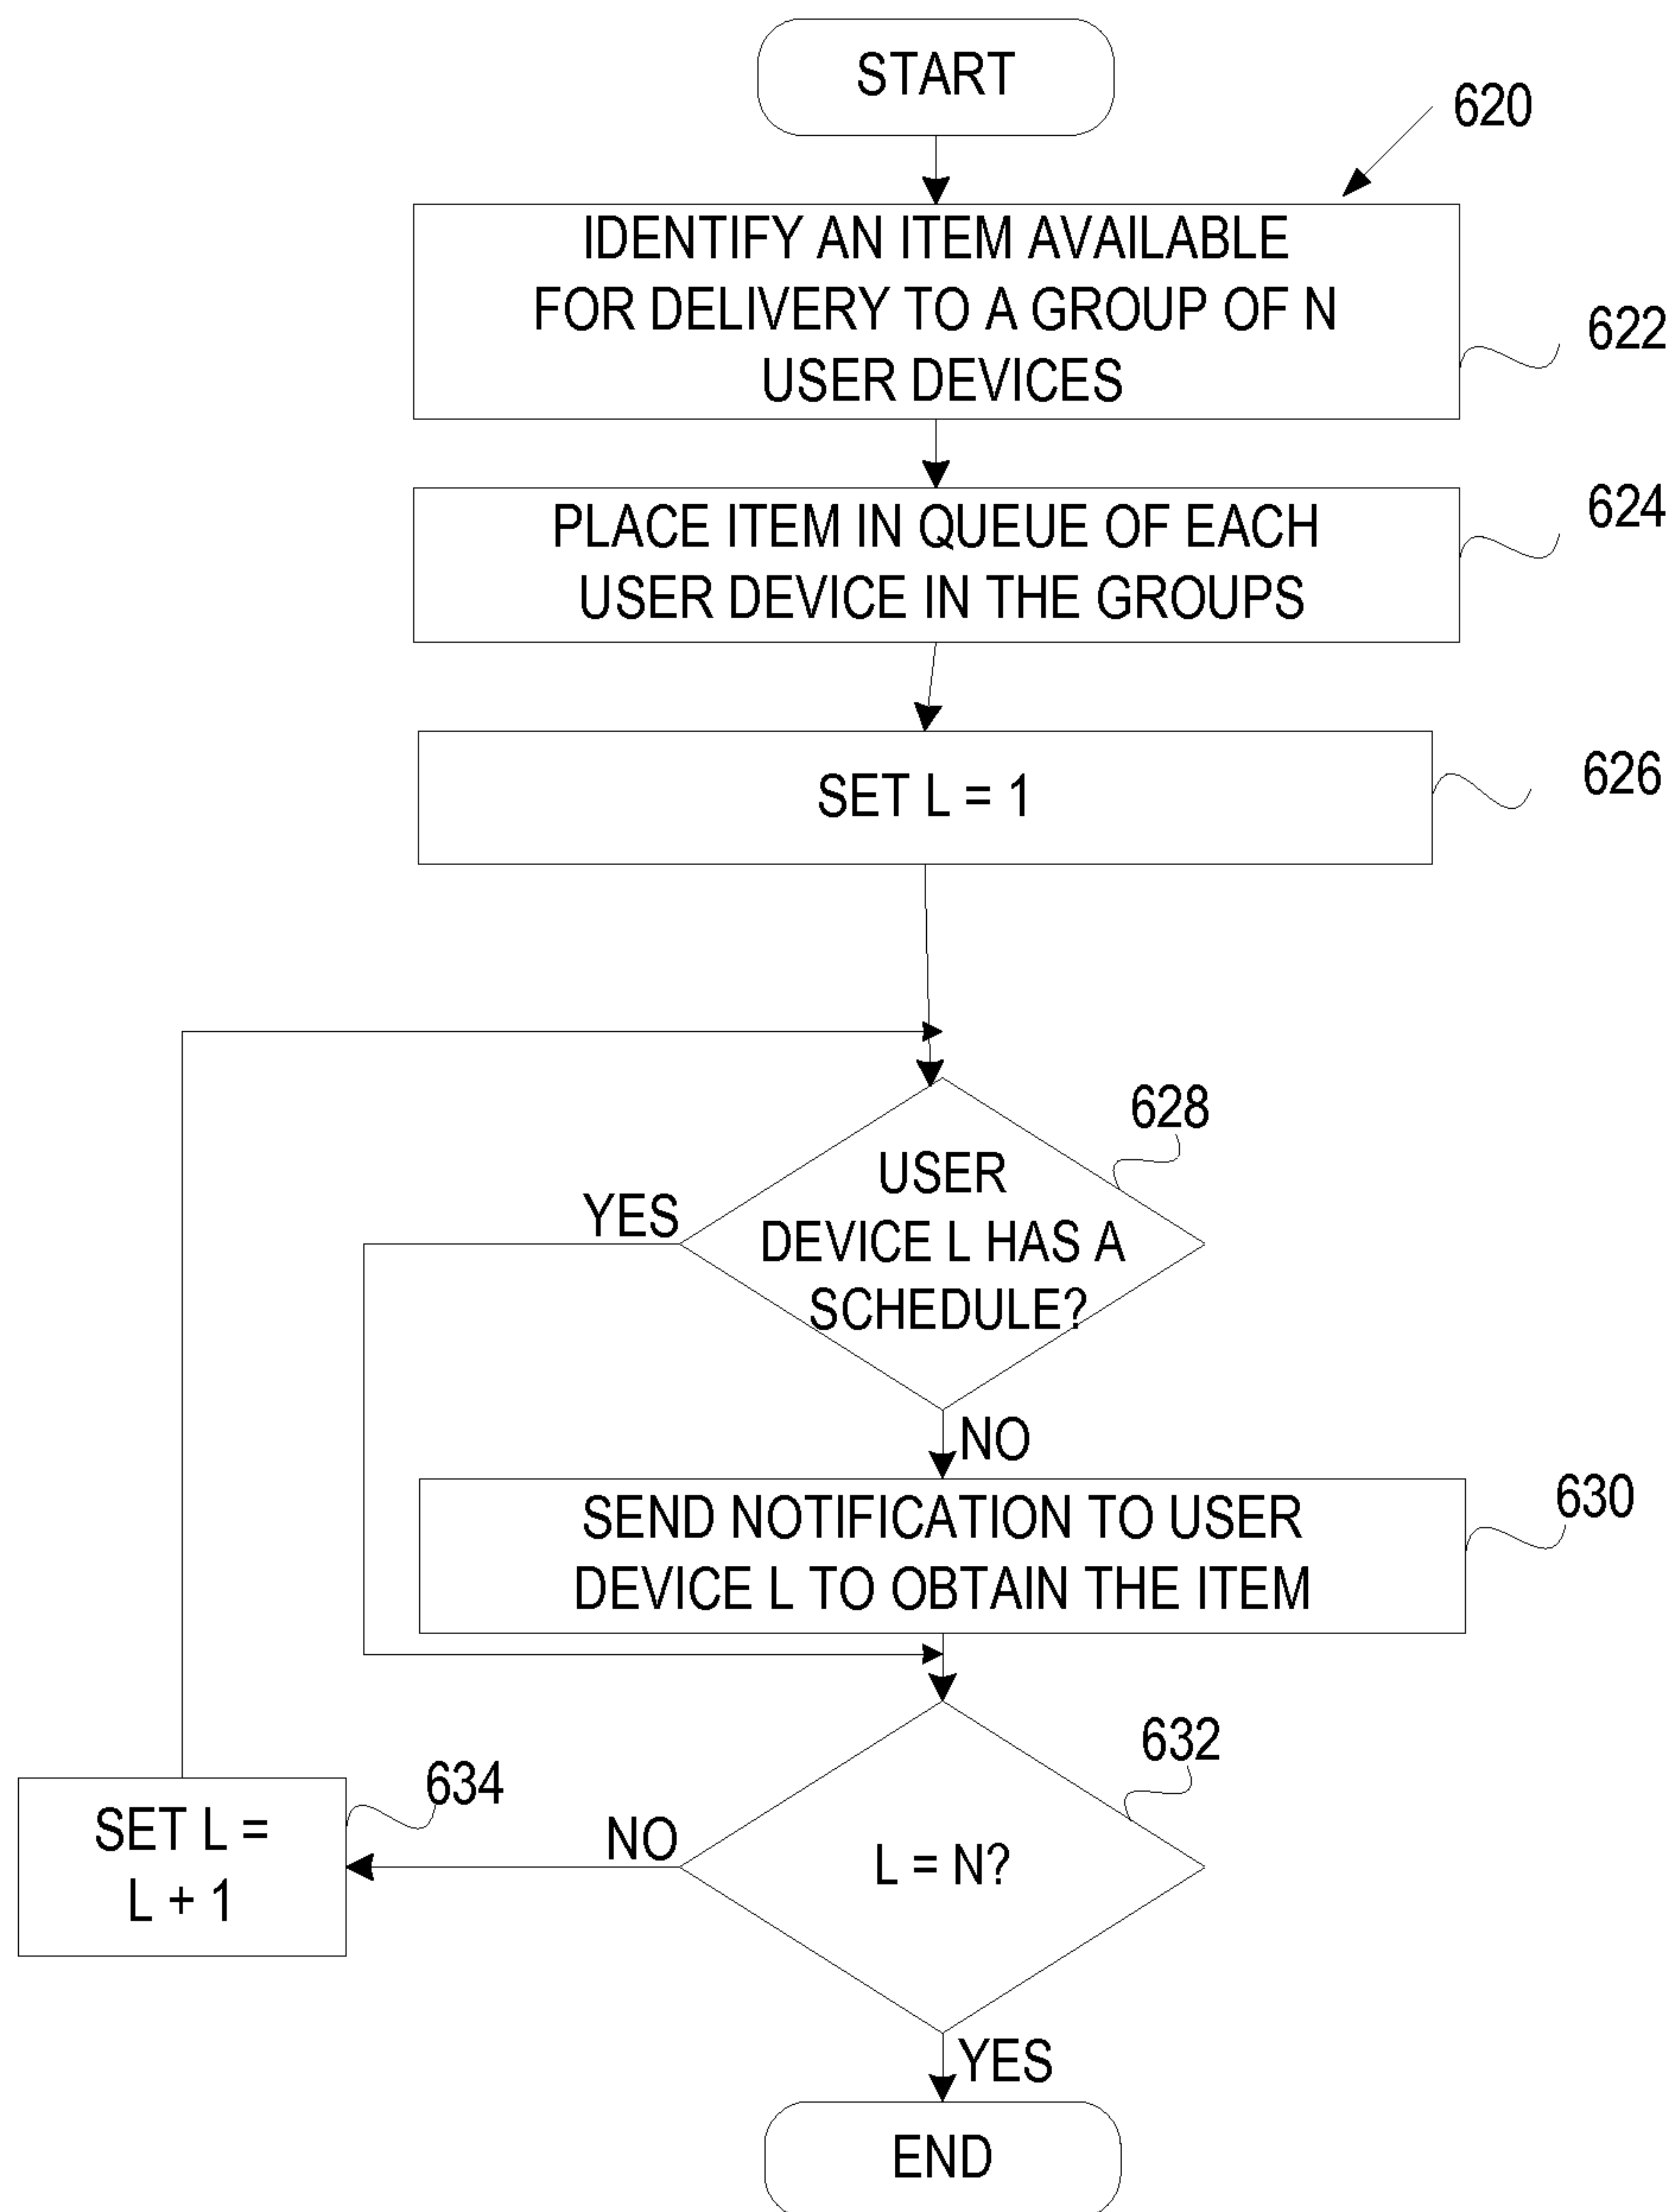 START
620
IDENTIFY AN ITEM AVAILABLE
FOR DELIVERY TO A GROUP OF N
USER DEVICES
622
PLACE ITEM IN QUEUE OF EACH
USER DEVICE IN THE GROUPS
624
SET L = 1
626
628
USER
DEVICE L HAS A
SCHEDULE?
YES
NO
SEND NOTIFICATION TO USER
DEVICE L TO OBTAIN THE ITEM
630
632
L = N?
NO
634
SET L =
L + 1
YES
END